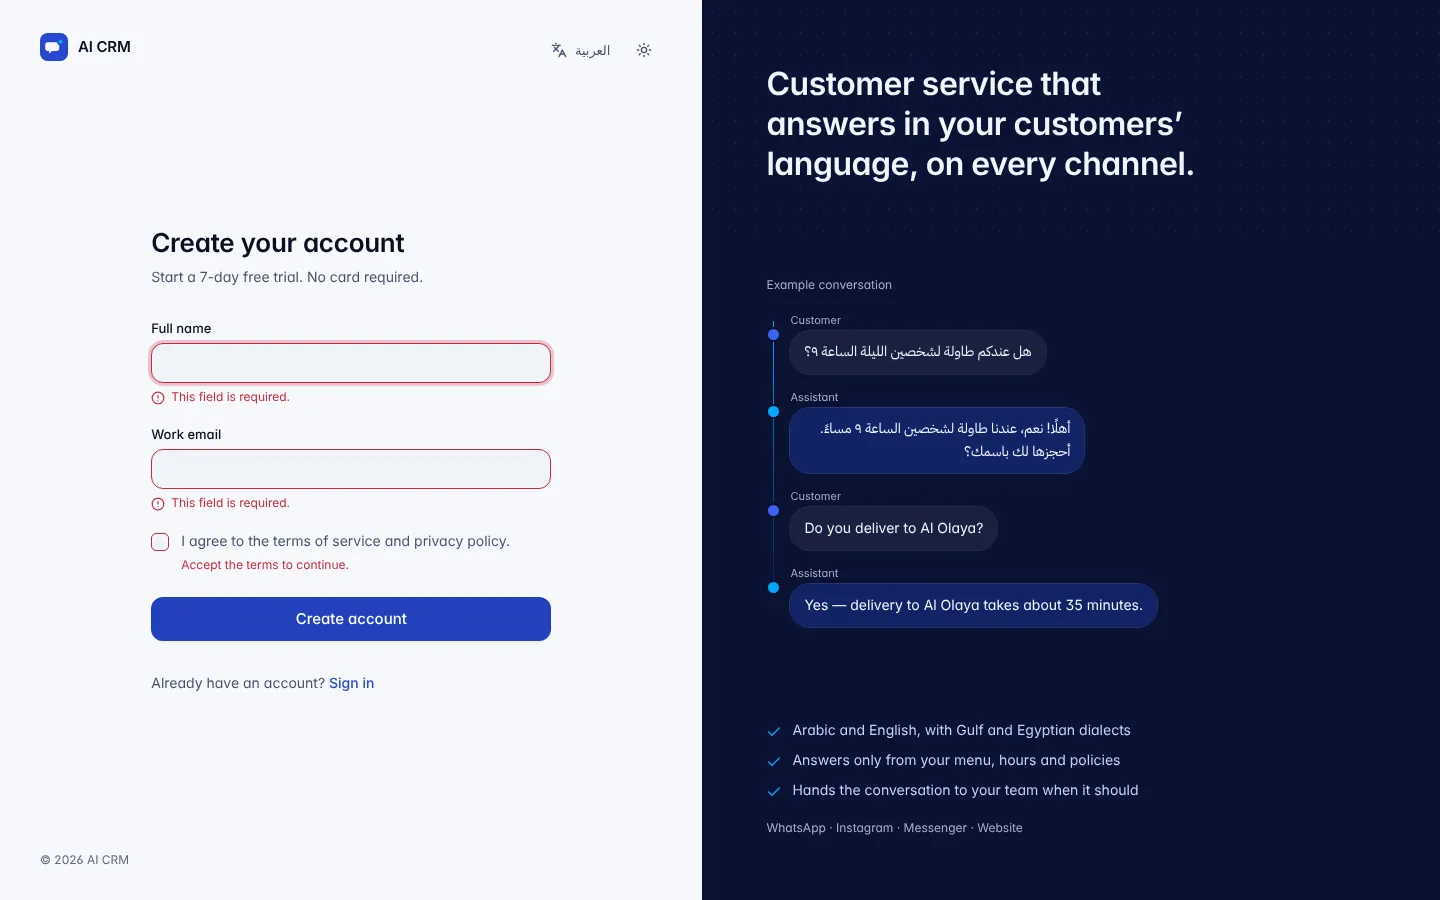 AI CRM
العربية
Create your account
Start a 7-day free trial. No card required.
Full name
This field is required.
Work email
This field is required.
I agree to the terms of service and privacy policy.
Accept the terms to continue.
Create account
Already have an account? Sign in
© 2026 AI CRM
Customer service that
answers in your customers’
language, on every channel.
Example conversation
Customer
هل عندكم طاولة لشخصين الليلة الساعة ٩؟
Assistant
أهلًا! نعم، عندنا طاولة لشخصين الساعة ٩ مساءً.
أحجزها لك باسمك؟
Customer
Do you deliver to Al Olaya?
Assistant
Yes — delivery to Al Olaya takes about 35 minutes.
Arabic and English, with Gulf and Egyptian dialects
Answers only from your menu, hours and policies
Hands the conversation to your team when it should
WhatsApp · Instagram · Messenger · Website